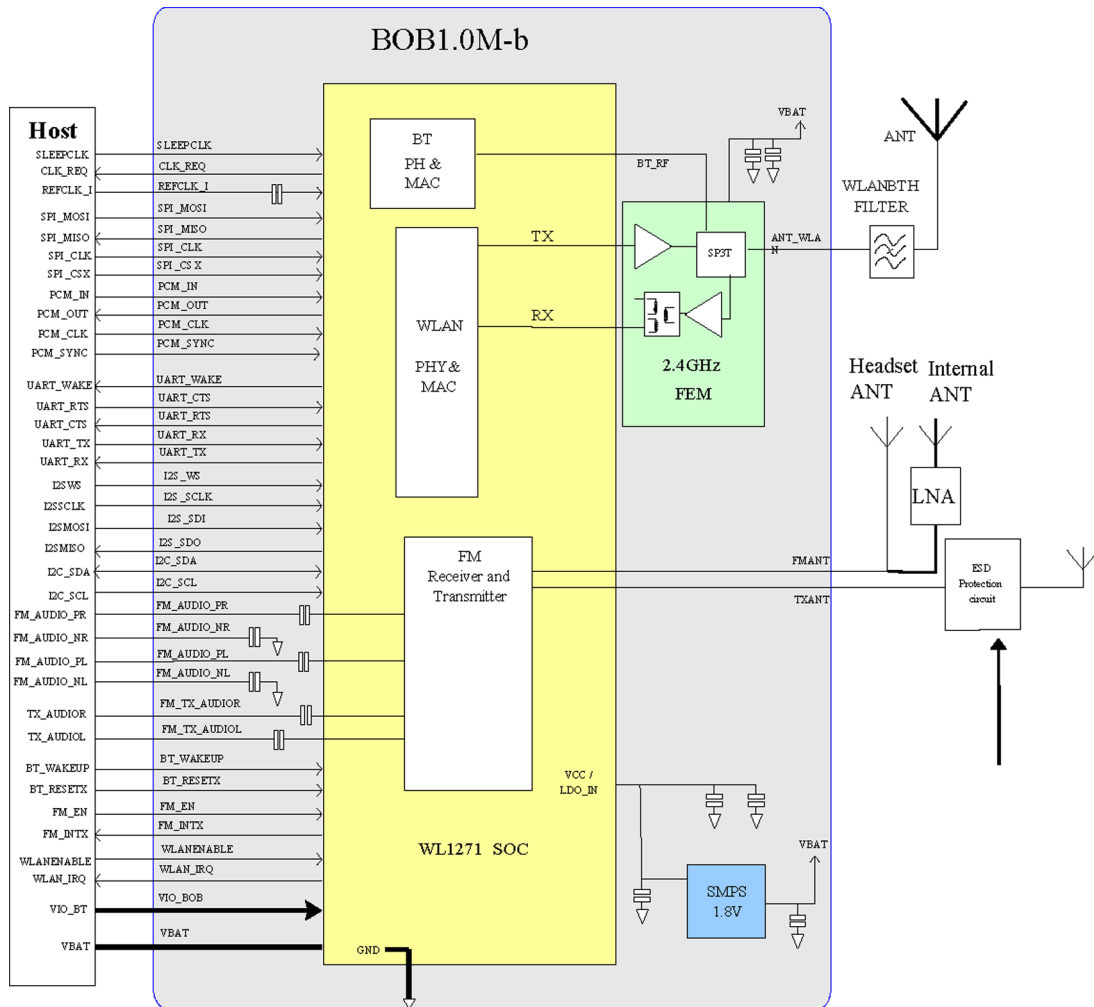 BOB1.0M-b
Host
SLEEPCLK
CLK_REQ
REFCLK_I
SPI_MOSI
SPI_MISO
SPI_CLK
SPI_CSX
PCM_IN
PCM_OUT
PCM_CLK
PCM_SYNC
UART_WAKE
UART_RTS
UART_CTS
UART_TX
UART_RX
I2SWS
I2SSCLK
I2SMOSI
I2SMISO
I2C_SDA
I2C_SCL
FM_AUDIO_PR
FM_AUDIO_NR
FM_AUDIO_PL
FM_AUDIO_NL
TX_AUDIOR
TX_AUDIOL
BT_WAKEUP
BT_RESETX
FM_EN
FM_INTX
WLANENABLE
WLAN_IRQ
VIO_BT
VBAT
SLEEPCLK
CLK_REQ
REFCLK_I
SPI_MOSI
SPI_MISO
SPI_CLK
SPI_CSX
PCM_IN
PCM_OUT
PCM_CLK
PCM_SYNC
UART_WAKE
UART_CTS
UART_RTS
UART_RX
UART_TX
I2S_WS
I2S_SCLK
I2S_SDI
I2S_SDO
I2C_SDA
I2C_SCL
FM_AUDIO_PR
FM_AUDIO_NR
FM_AUDIO_PL
FM_AUDIO_NL
FM_TX_AUDIOR
FM_TX_AUDIOL
BT_WAKEUP
BT_RESETX
FM_EN
FM_INTX
WLANENABLE
WLAN_IRQ
VIO_BOB
VBAT
BT
PH &
MAC
WLAN
PHY &
MAC
FM
Receiver and
Transmitter
VCC /
LDO_IN
WL1271 SOC
GND
BT_RF
TX
RX
VBAT
SP3T
2.4GHz
FEM
ANT_WLA
N
WLANBTH
FILTER
ANT
Headset
ANT
Internal
ANT
LNA
FMANT
TXANT
ESD
Protection
circuit
VBAT
SMPS
1.8V